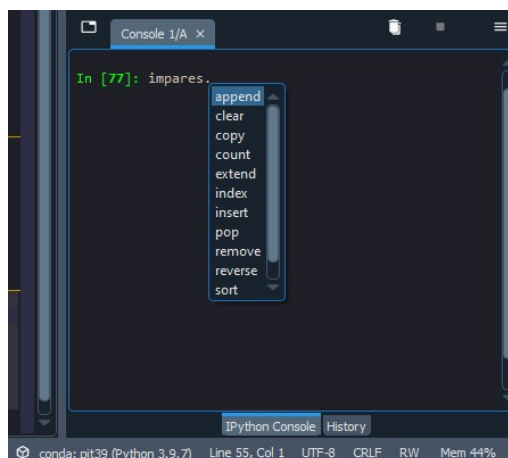 Console 1/A ×
In [77]: impares.
append
clear
copy
count
extend
index
insert
pop
remove
reverse
sort
IPython Console History
conda: pit39 (Python 3.9.7) Line 55, Col 1 UTF-8 CRLF RW Mem 44%